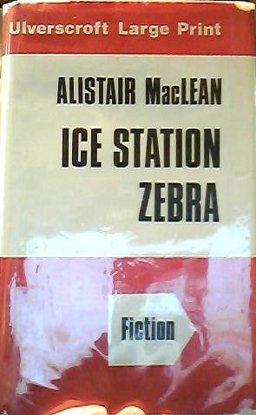 Ulverscroft Large Print
ALISTAIR MacLEAN
ICE STATION
ZEBRA
Fiction